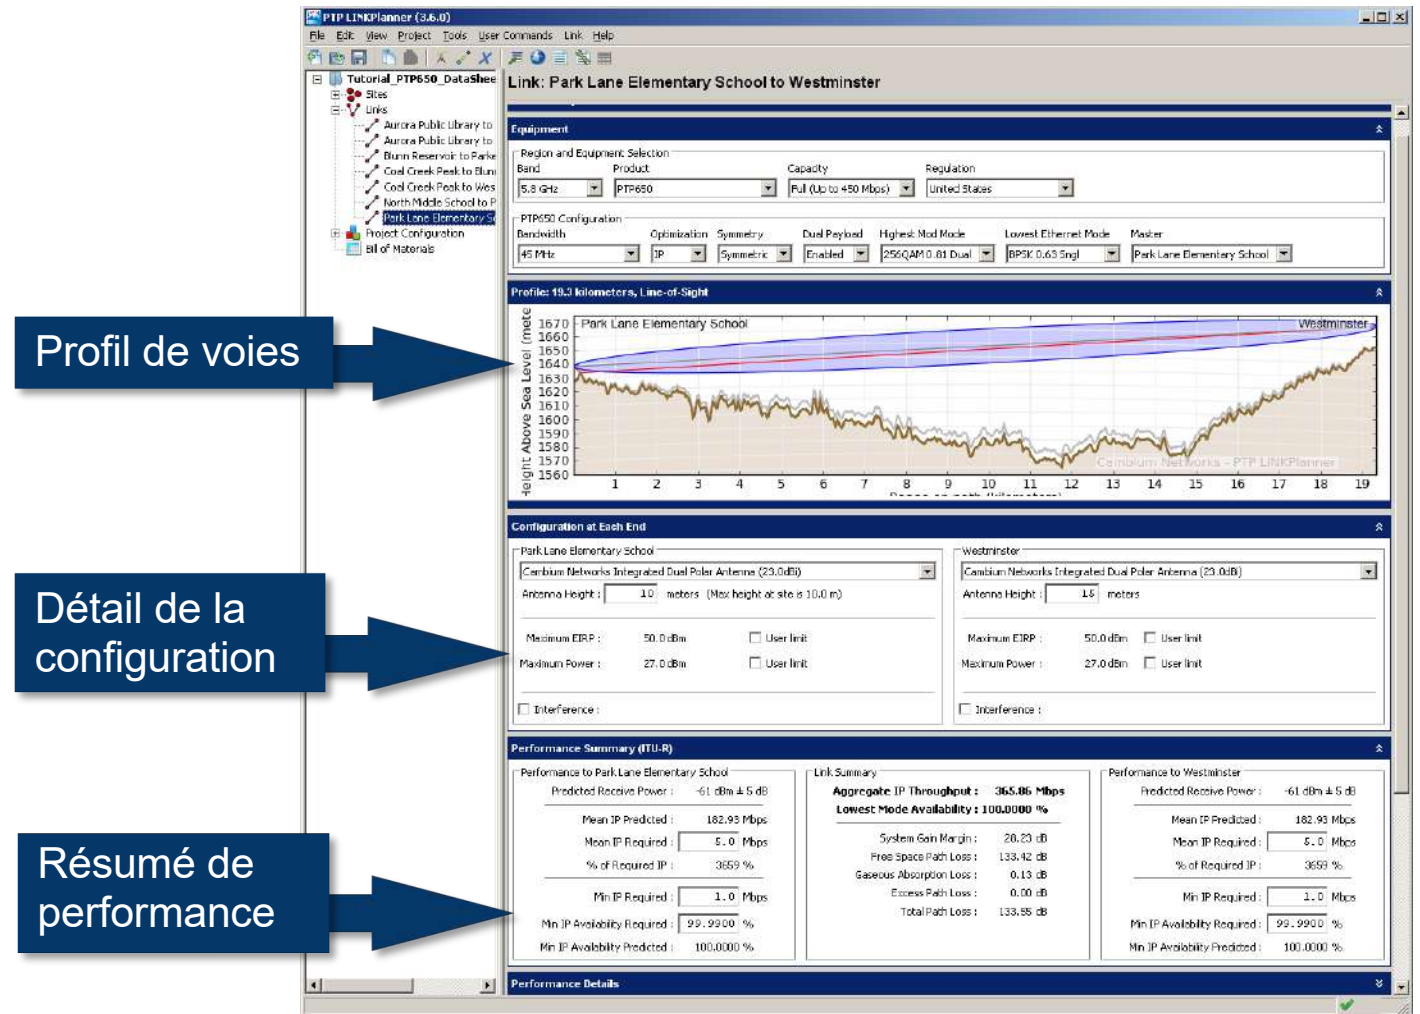 PTP LINKPlanner (3.6.0)
File Edit View Project Tools User Commands Link Help
Tutorial_PTP650_DataShee
Sites
Links
Aurora Public Library to
Aurora Public Library to
Blunn Reservoir to Parke
Coal Creek Peak to Blunn
Coal Creek Peak to Wes
North Middle School to P
Park Lane Elementary Sc
Project Configuration
Bill of Materials
Link: Park Lane Elementary School to Westminster
Equipment
Region and Equipment Selection
Band Product Capacity Regulation
5.8 GHz PTP650 Full (Up to 450 Mbps) United States
PTP650 Configuration
Bandwidth Optimization Symmetry Dual Payload Highest Mod Mode Lowest Ethernet Mode Master
45 MHz IP Symmetric Enabled 256QAM 0.81 Dual BPSK 0.63 Sngl Park Lane Elementary School
Profile: 19.3 kilometers, Line-of-Sight
Profil de voies
Height Above Sea Level (mete
1670
1660
1650
1640
1630
1620
1610
1600
1590
1580
1570
1560
Park Lane Elementary School
Westminster
Cambium Networks - PTP LINKPlanner
1 2 3 4 5 6 7 8 9 10 11 12 13 14 15 16 17 18 19
Range on path (kilometers)
Configuration at Each End
Détail de la
configuration
Park Lane Elementary School
Cambium Networks Integrated Dual Polar Antenna (23.0dBi)
Antenna Height : 10 meters (Max height at site is 10.0 m)
Maximum EIRP : 50.0 dBm User limit
Maximum Power : 27.0 dBm User limit
Interference :
Westminster
Cambium Networks Integrated Dual Polar Antenna (23.0dBi)
Antenna Height : 15 meters
Maximum EIRP : 50.0 dBm User limit
Maximum Power : 27.0 dBm User limit
Interference :
Performance Summary (ITU-R)
Résumé de
performance
Performance to Park Lane Elementary School
Predicted Receive Power : -61 dBm ± 5 dB
Mean IP Predicted : 182.93 Mbps
Mean IP Required : 5.0 Mbps
% of Required IP : 3659 %
Min IP Required : 1.0 Mbps
Min IP Availability Required : 99.9900 %
Min IP Availability Predicted : 100.0000 %
Link Summary
Aggregate IP Throughput : 365.86 Mbps
Lowest Mode Availability : 100.0000 %
System Gain Margin : 28.23 dB
Free Space Path Loss : 133.42 dB
Gaseous Absorption Loss : 0.13 dB
Excess Path Loss : 0.00 dB
Total Path Loss : 133.55 dB
Performance to Westminster
Predicted Receive Power : -61 dBm ± 5 dB
Mean IP Predicted : 182.93 Mbps
Mean IP Required : 5.0 Mbps
% of Required IP : 3659 %
Min IP Required : 1.0 Mbps
Min IP Availability Required : 99.9900 %
Min IP Availability Predicted : 100.0000 %
Performance Details